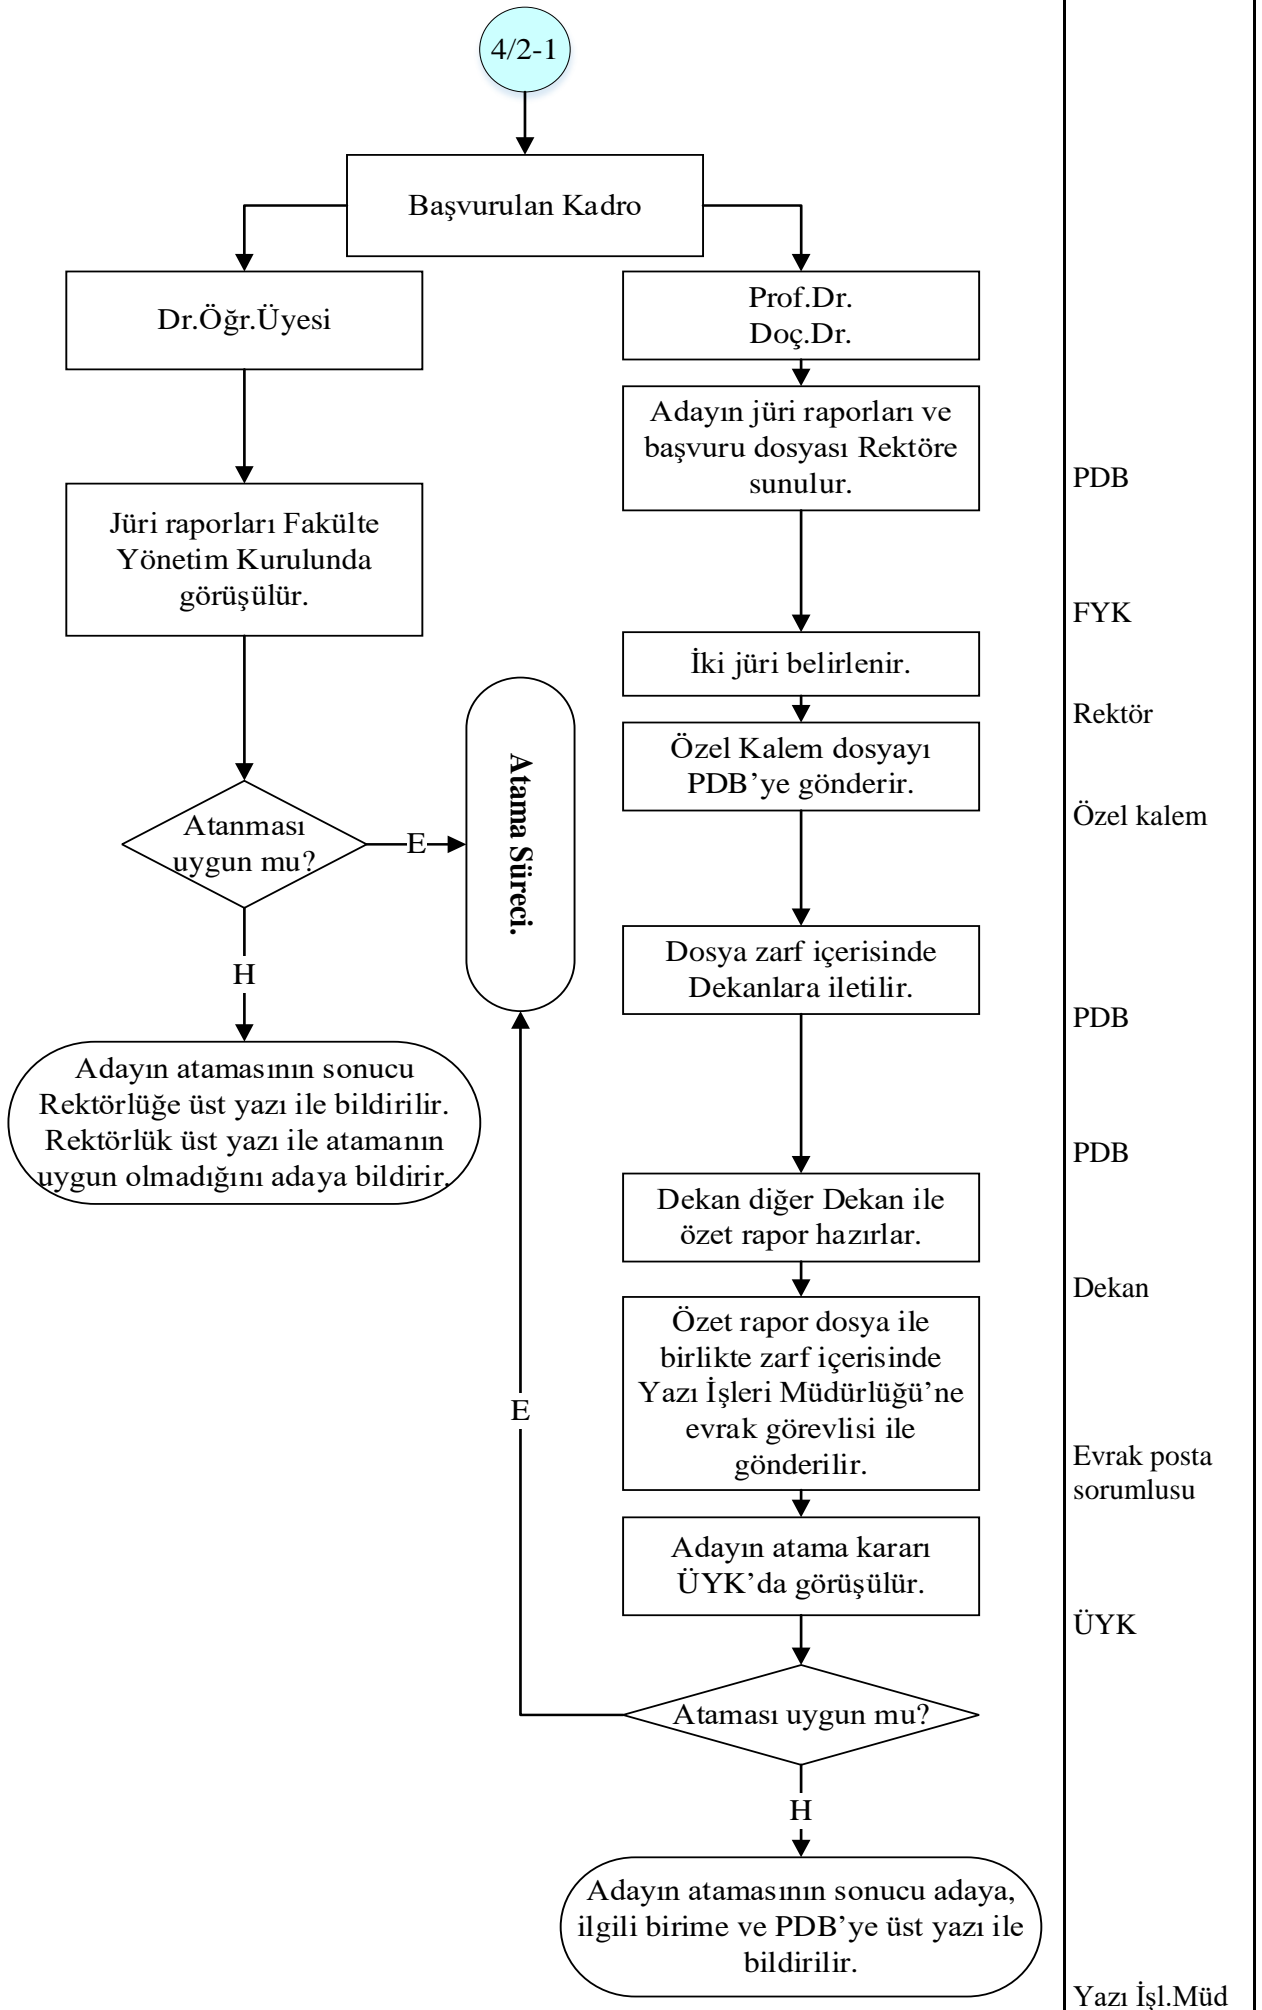 4/2-1
Başvurulan Kadro
Dr.Öğr.Üyesi
Prof.Dr.
Doç.Dr.
Adayın jüri raporları ve
başvuru dosyası Rektöre
sunulur.
PDB
Jüri raporları Fakülte
Yönetim Kurulunda
görüşülür.
FYK
İki jüri belirlenir.
Rektör
Özel Kalem dosyayı
PDB’ye gönderir.
Özel kalem
Atanması
uygun mu?
E
Atama Süreci.
H
Dosya zarf içerisinde
Dekanlara iletilir.
PDB
Adayın atamasının sonucu
Rektörlüğe üst yazı ile bildirilir.
Rektörlük üst yazı ile atamanın
uygun olmadığını adaya bildirir.
PDB
Dekan diğer Dekan ile
özet rapor hazırlar.
Dekan
Özet rapor dosya ile
birlikte zarf içerisinde
Yazı İşleri Müdürlüğü’ne
evrak görevlisi ile
gönderilir.
E
Evrak posta
sorumlusu
Adayın atama kararı
ÜYK’da görüşülür.
ÜYK
Ataması uygun mu?
H
Adayın atamasının sonucu adaya,
ilgili birime ve PDB’ye üst yazı ile
bildirilir.
Yazı İşl.Müd